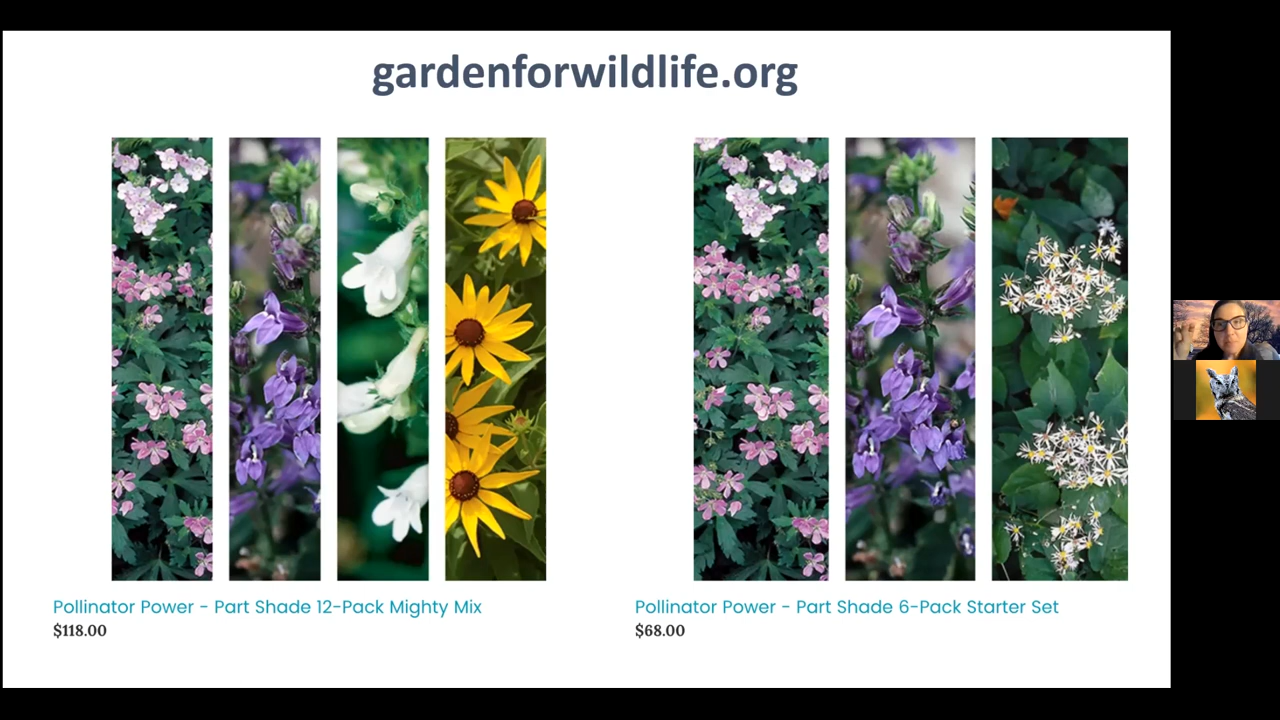 gardenforwildlife.org
Pollinator Power - Part Shade 12-Pack Mighty Mix
$118.00
Pollinator Power - Part Shade 6-Pack Starter Set
$68.00